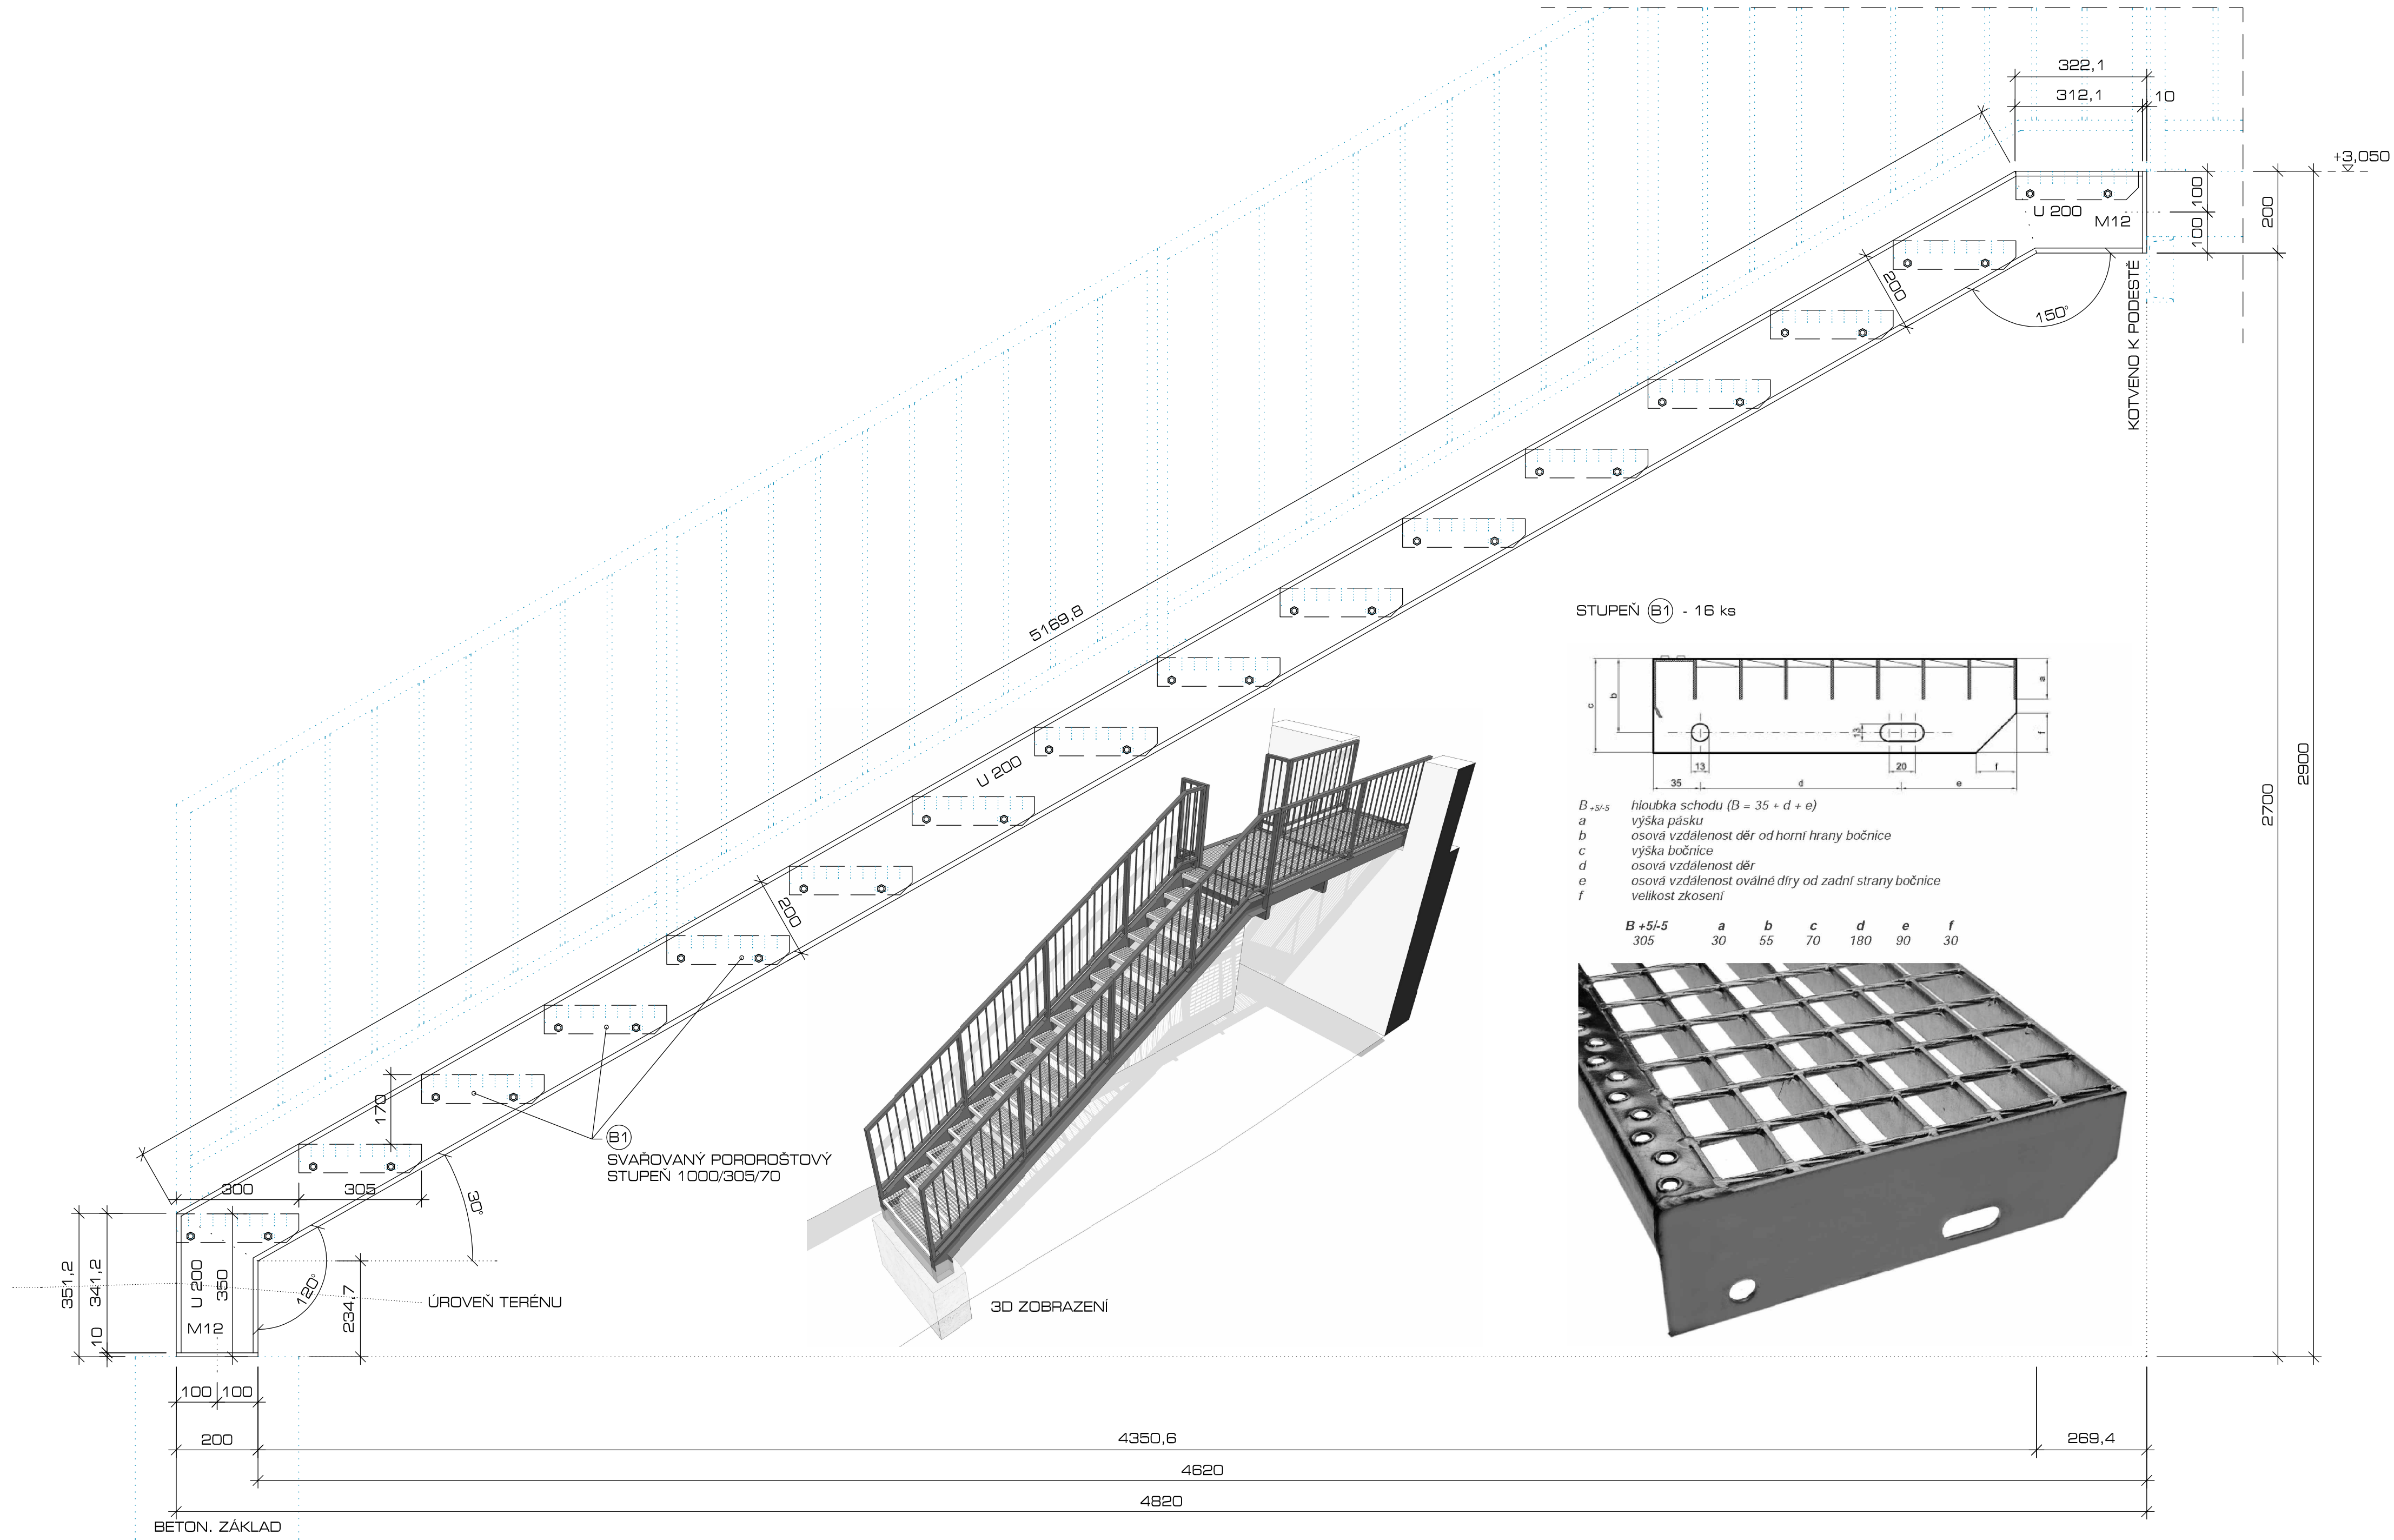 322,1
312,1
10
+3,050
U 200
M12
100
100
200
150°
KOTVENO K PODESTĚ
200
5169,8
U 200
200
2700
2900
STUPEŇ B1 - 16 ks
c
b
a
f
13
13
20
f
35
d
e
B +5/-5 hloubka schodu (B = 35 + d + e)
a výška pásku
b osová vzdálenost děr od horní hrany bočnice
c výška bočnice
d osová vzdálenost děr
e osová vzdálenost oválné díry od zadní strany bočnice
f velikost zkosení
B +5/-5 a b c d e f
305 30 55 70 180 90 30
170
B1
SVAŘOVANÝ POROROŠTOVÝ
STUPEŇ 1000/305/70
300
305
30°
351,2
341,2
10
U 200
350
M12
120°
234,7
ÚROVEŇ TERÉNU
3D ZOBRAZENÍ
100
100
200
4350,6
269,4
4620
4820
BETON. ZÁKLAD